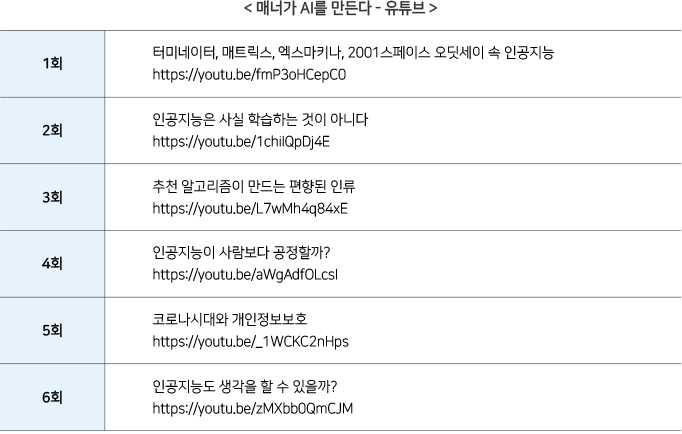 < 매너가 AI를 만든다 - 유튜브 >
1회
터미네이터, 매트릭스, 엑스마키나, 2001스페이스 오딧세이 속 인공지능
https://youtu.be/fmP3oHCepC0
2회
인공지능은 사실 학습하는 것이 아니다
https://youtu.be/1chiIQpDj4E
3회
추천 알고리즘이 만드는 편향된 인류
https://youtu.be/L7wMh4q84xE
4회
인공지능이 사람보다 공정할까?
https://youtu.be/aWgAdfOLcsI
5회
코로나시대와 개인정보보호
https://youtu.be/_1WCKC2nHps
6회
인공지능도 생각을 할 수 있을까?
https://youtu.be/zMXbb0QmCJM